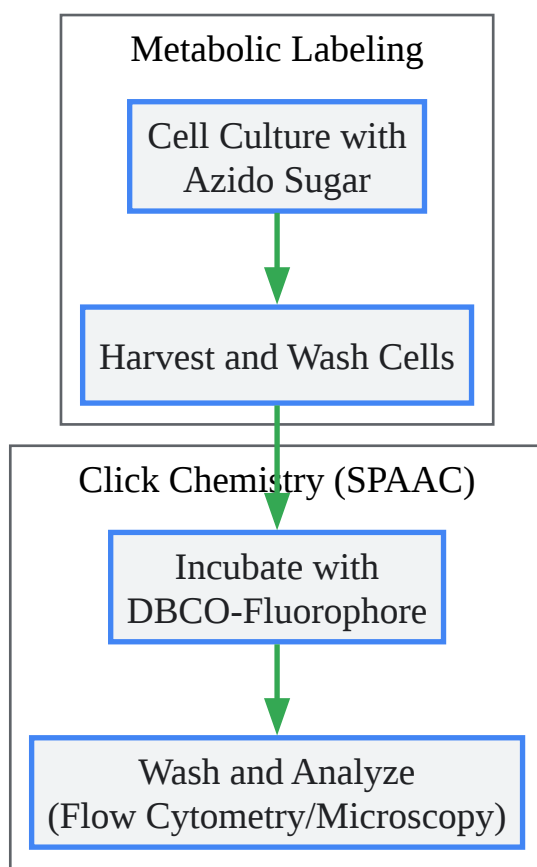 Metabolic Labeling
Cell Culture with
Azido Sugar
Harvest and Wash Cells
Click Chemistry (SPAAC)
Incubate with
DBCO-Fluorophore
Wash and Analyze
(Flow Cytometry/Microscopy)